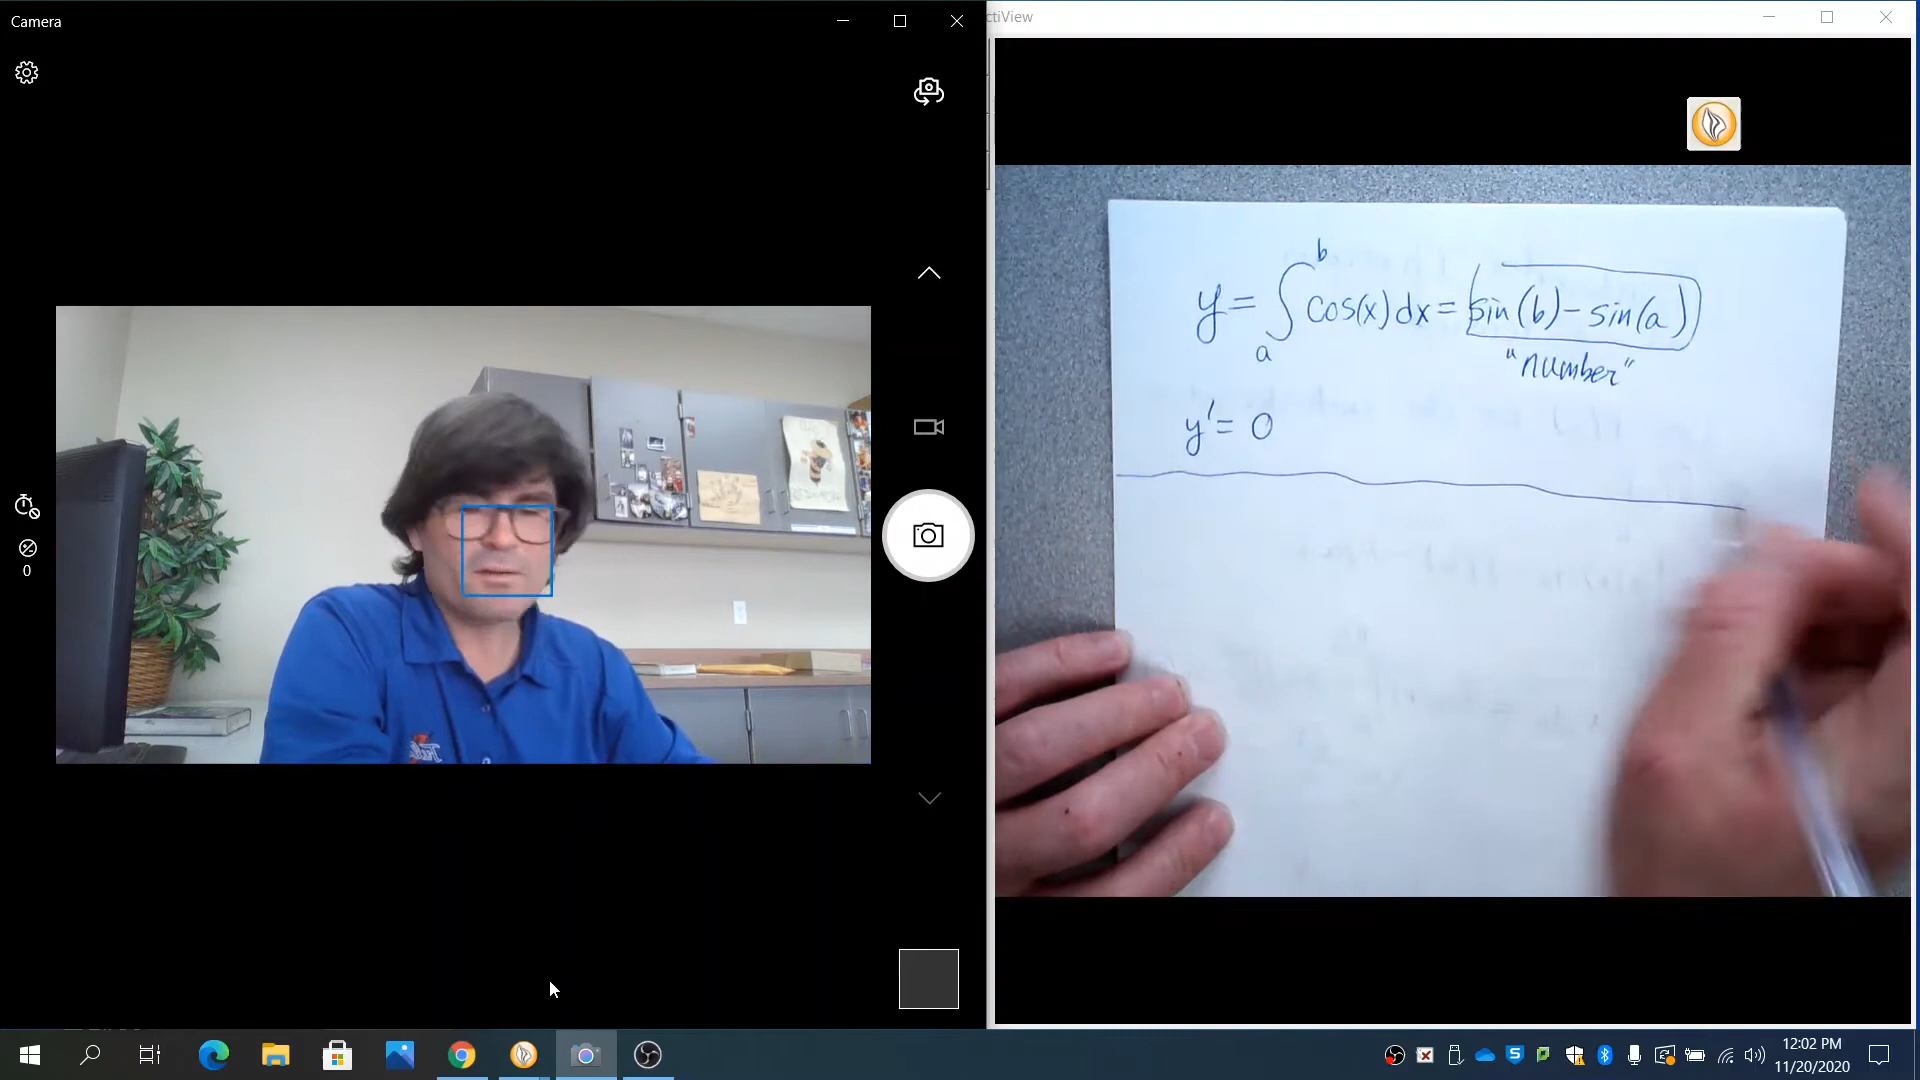 Camera
ctiView
0
y = ∫ₐᵇ cos(x) dx = sin(b) - sin(a)
"number"
y' = 0
12:02 PM
11/20/2020